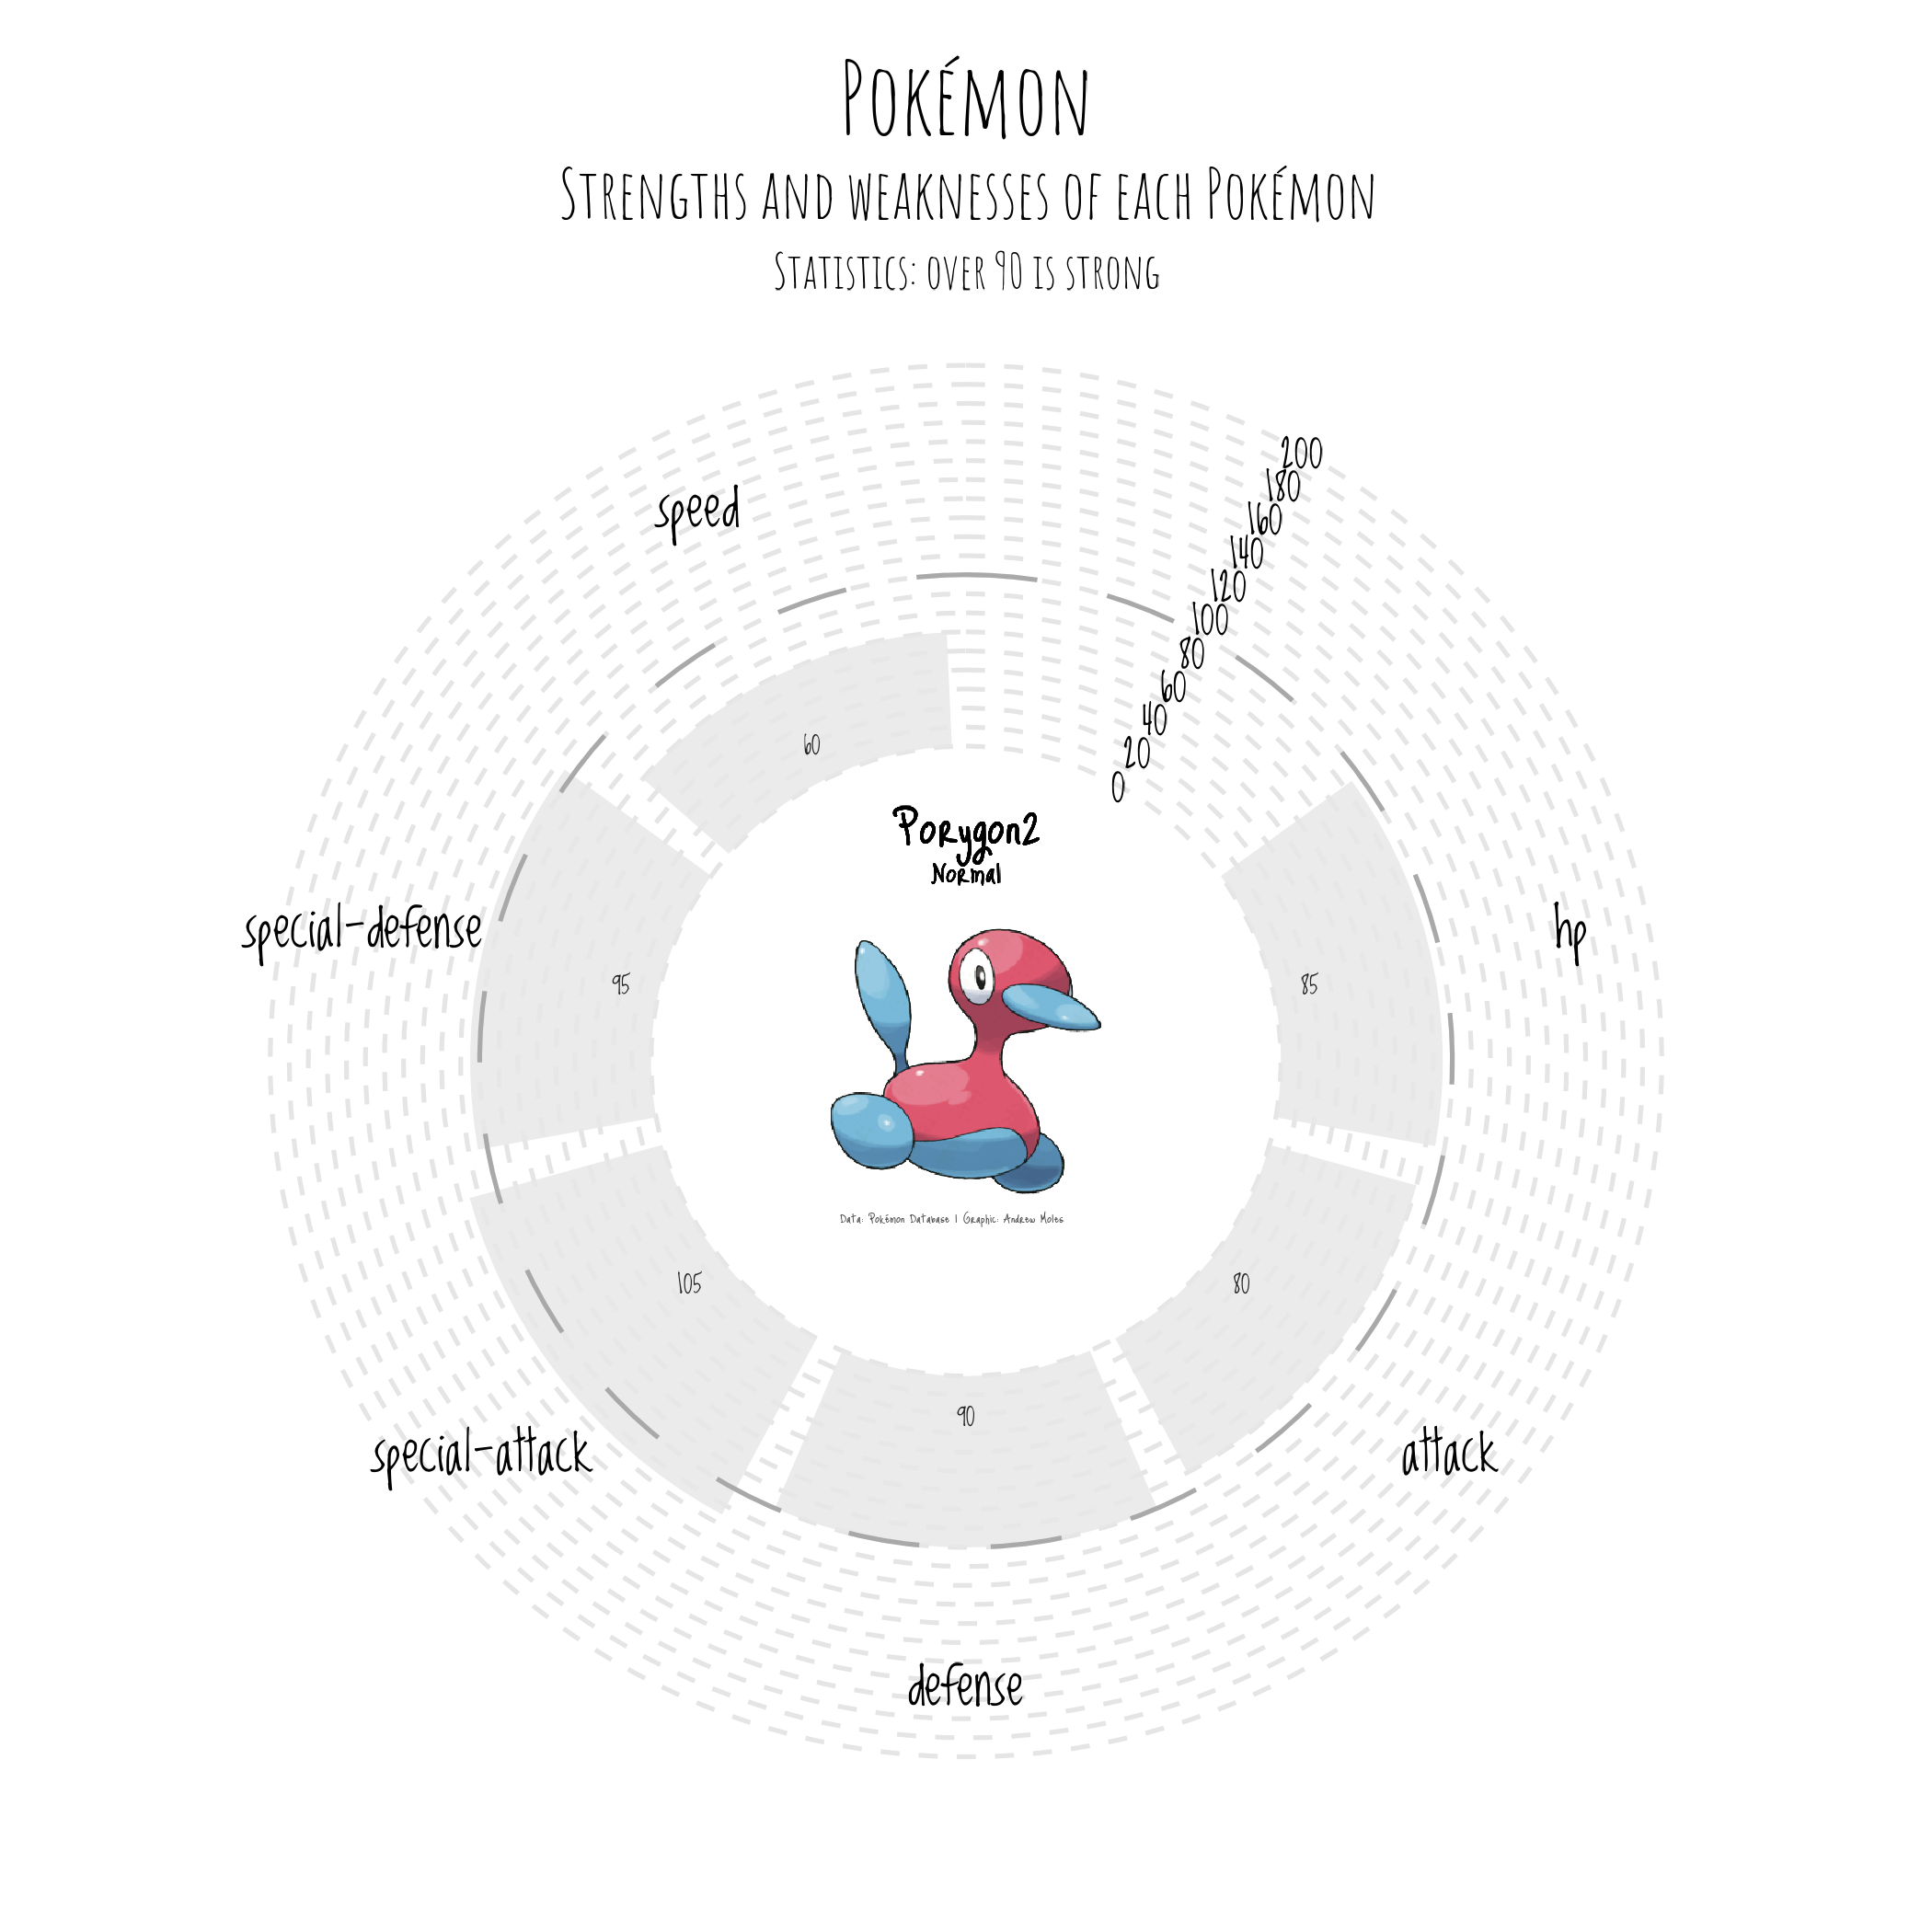 Pokémon
Strengths and weaknesses of each Pokémon
Statistics: over 90 is strong
200
180
160
140
120
100
80
60
40
20
0
speed
60
Porygon2
Normal
special-defense
95
85
hp
Data: Pokémon Database | Graphic: Andrew Moles
105
80
special-attack
90
attack
defense